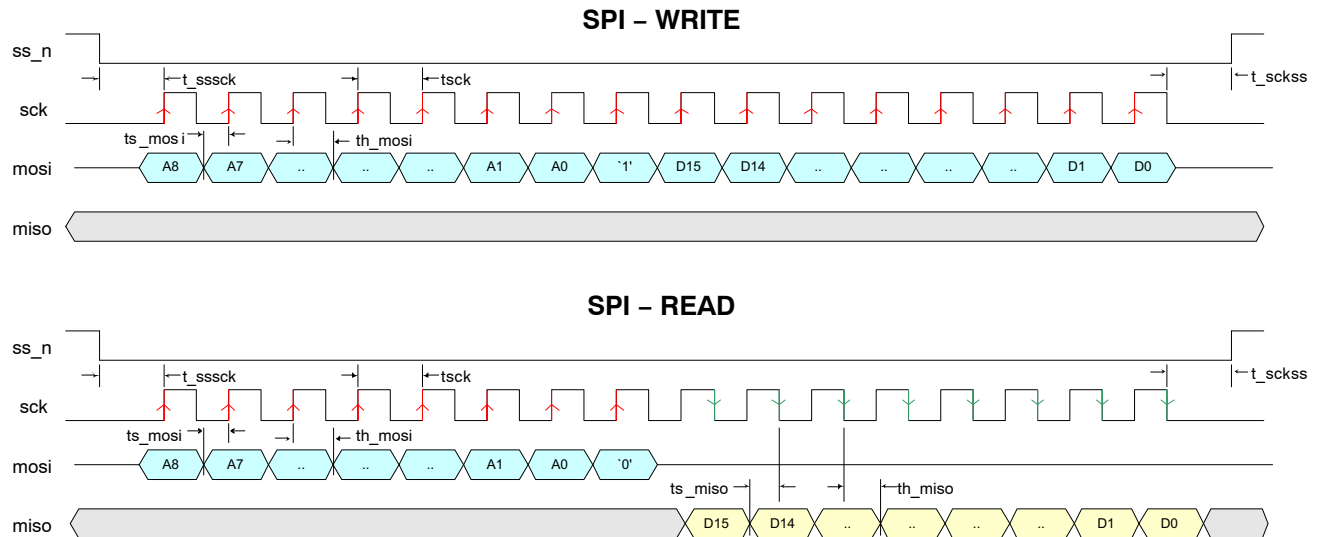 SPI – WRITE
ss_n
t_sssck
tsck
t_sckss
sck
ts_mosi
th_mosi
mosi A8 A7 .. .. .. A1 A0 `1' D15 D14 .. .. .. .. D1 D0
miso
SPI – READ
ss_n
t_sssck
tsck
t_sckss
sck
ts_mosi
th_mosi
mosi A8 A7 .. .. .. A1 A0 `0'
ts_miso
th_miso
miso D15 D14 .. .. .. .. D1 D0